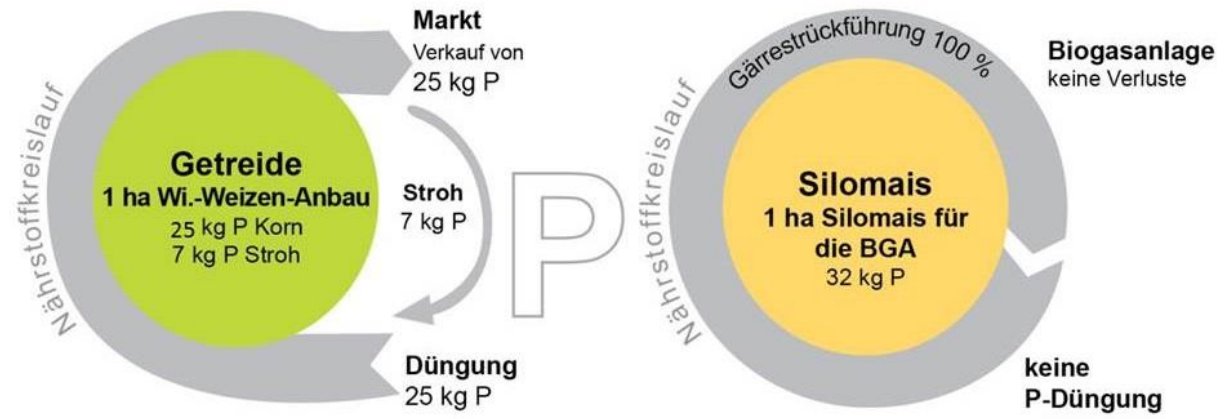 Nährstoffkreislauf
Getreide
1 ha Wi.-Weizen-Anbau
25 kg P Korn
7 kg P Stroh
Markt
Verkauf von
25 kg P
Stroh
7 kg P
Düngung
25 kg P
P
Nährstoffkreislauf
Gärrestrückführung 100 %
Silomais
1 ha Silomais für
die BGA
32 kg P
Biogasanlage
keine Verluste
keine
P-Düngung